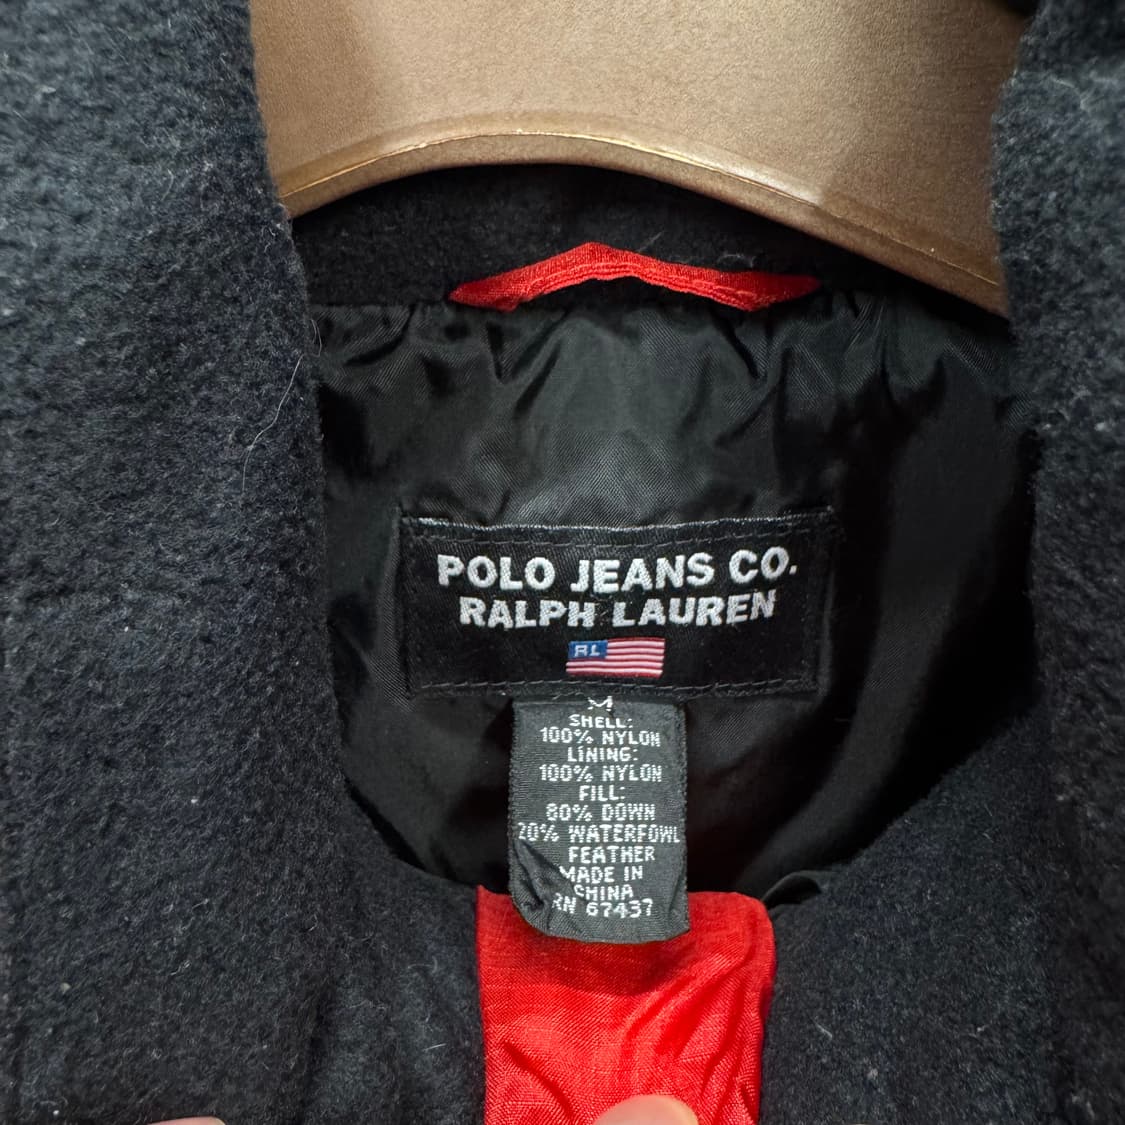 POLO JEANS CO.
RALPH LAUREN
RL
M
SHELL:
100% NYLON
LINING:
100% NYLON
FILL:
80% DOWN
20% WATERFOWL
FEATHER
MADE IN
CHINA
RN 67437